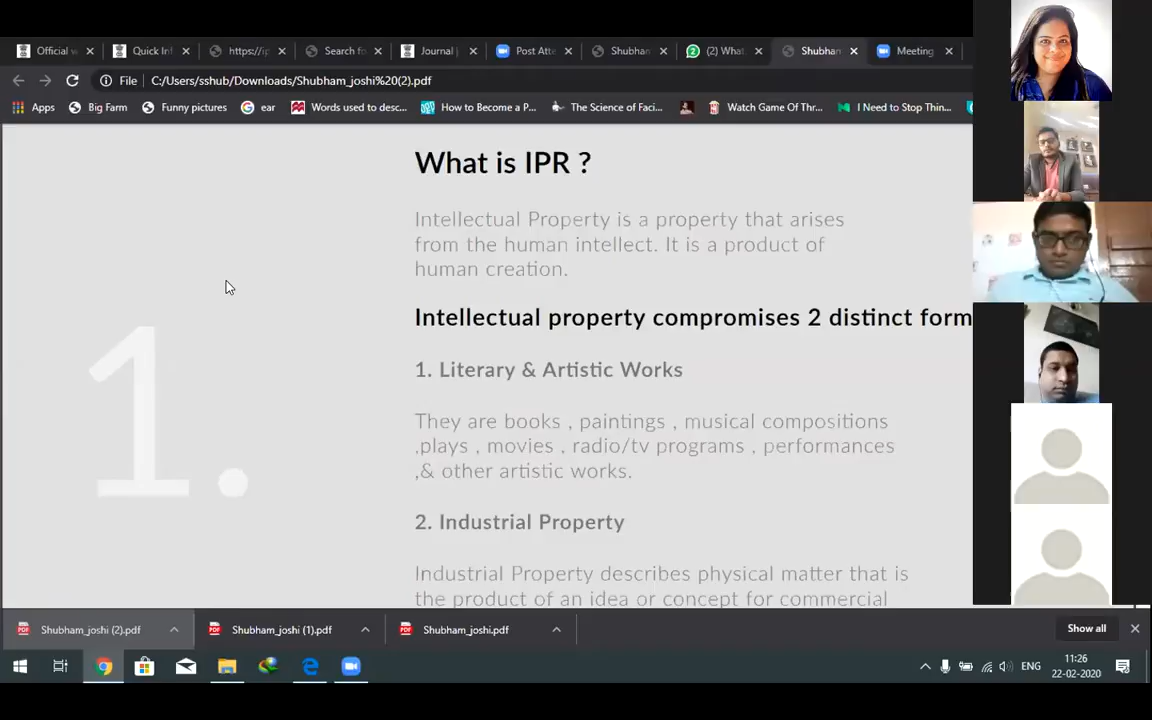 Official w
Quick Inf
https://ip
Search fo
Journal
Post Atte
Shubham
(2) What
Shubham
Meeting
File
C:/Users/sshub/Downloads/Shubham_joshi%20(2).pdf
Apps
Big Farm
Funny pictures
ear
Words used to desc...
How to Become a P...
The Science of Faci...
Watch Game Of Thr...
I Need to Stop Thin...
What is IPR ?
Intellectual Property is a property that arises
from the human intellect. It is a product of
human creation.
Intellectual property compromises 2 distinct form
1. Literary & Artistic Works
They are books , paintings , musical compositions
,plays , movies , radio/tv programs , performances
,& other artistic works.
2. Industrial Property
Industrial Property describes physical matter that is
the product of an idea or concept for commercial
1.
Shubham_joshi (2).pdf
Shubham_joshi (1).pdf
Shubham_joshi.pdf
Show all
ENG
11:26
22-02-2020